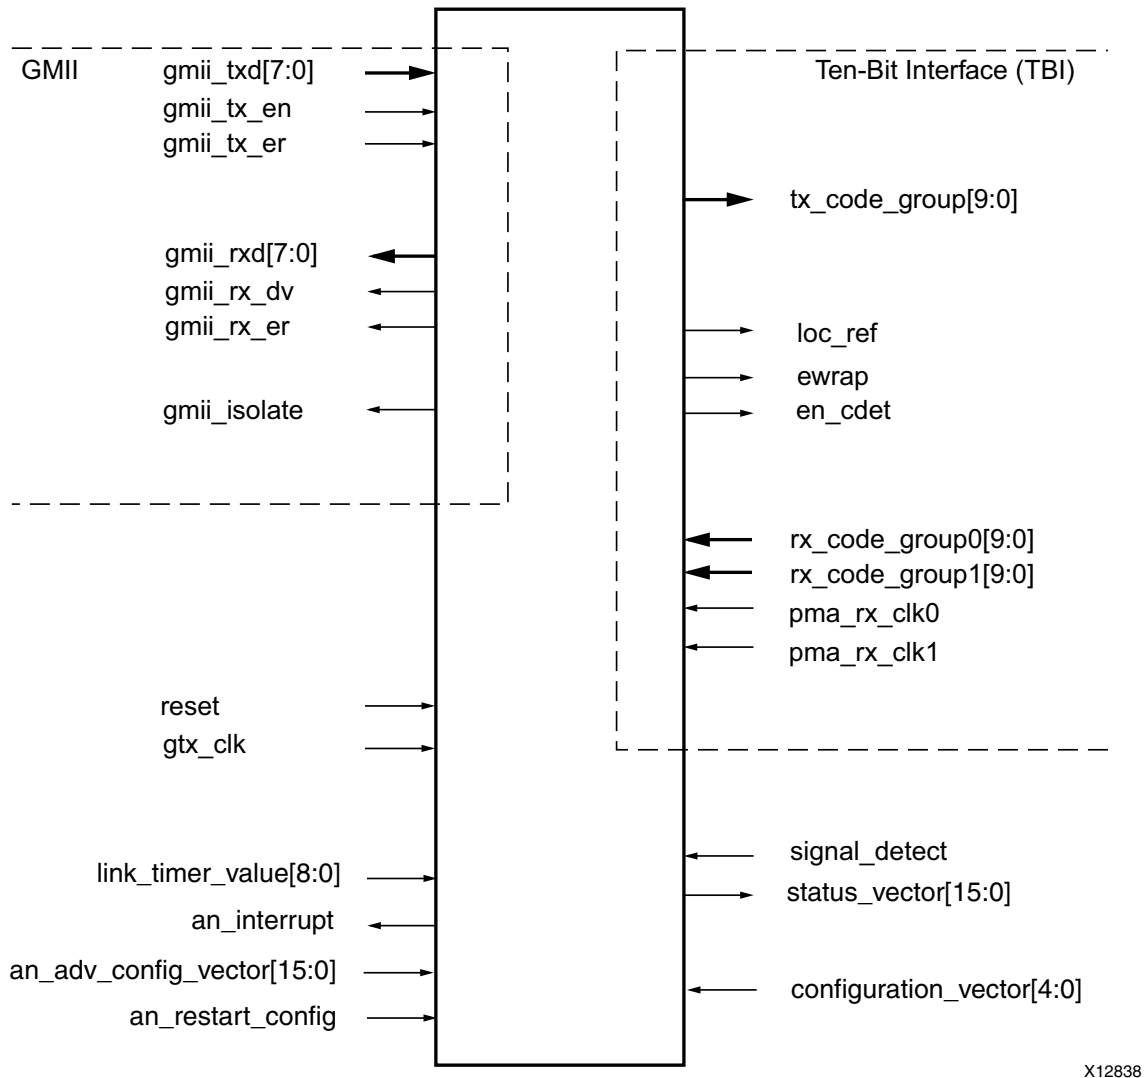 GMII
gmii_txd[7:0]
gmii_tx_en
gmii_tx_er
gmii_rxd[7:0]
gmii_rx_dv
gmii_rx_er
gmii_isolate
reset
gtx_clk
link_timer_value[8:0]
an_interrupt
an_adv_config_vector[15:0]
an_restart_config
Ten-Bit Interface (TBI)
tx_code_group[9:0]
loc_ref
ewrap
en_cdet
rx_code_group0[9:0]
rx_code_group1[9:0]
pma_rx_clk0
pma_rx_clk1
signal_detect
status_vector[15:0]
configuration_vector[4:0]
X12838